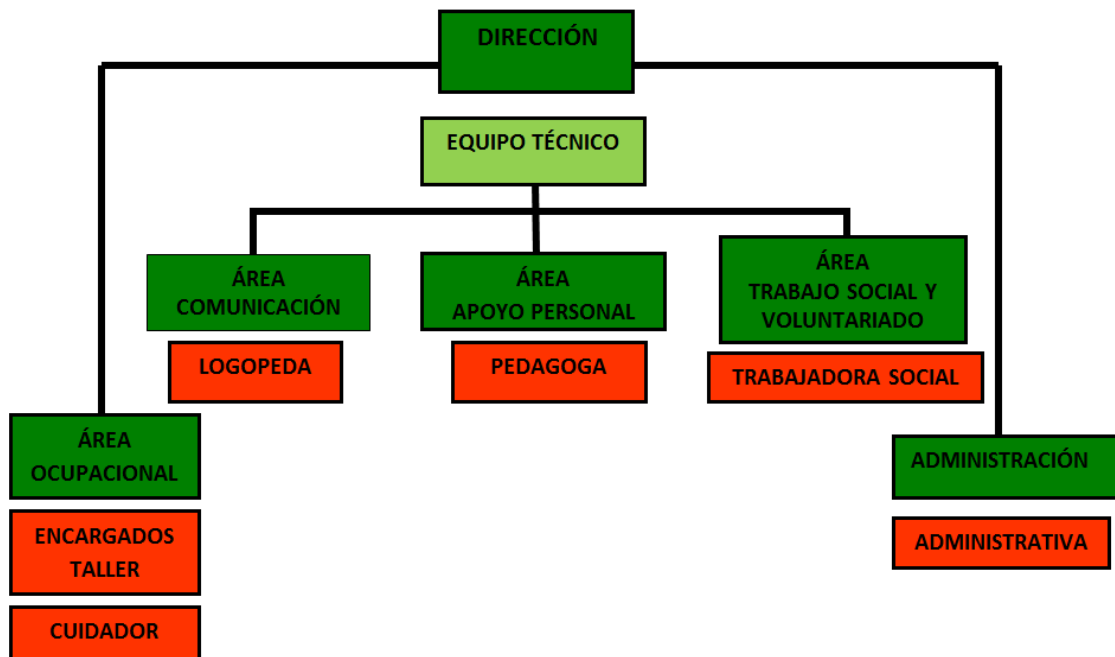 DIRECCIÓN
EQUIPO TÉCNICO
ÁREA
COMUNICACIÓN
ÁREA
APOYO PERSONAL
ÁREA
TRABAJO SOCIAL Y
VOLUNTARIADO
LOGOPEDA
PEDAGOGA
TRABAJADORA SOCIAL
ÁREA
OCUPACIONAL
ADMINISTRACIÓN
ENCARGADOS
TALLER
ADMINISTRATIVA
CUIDADOR